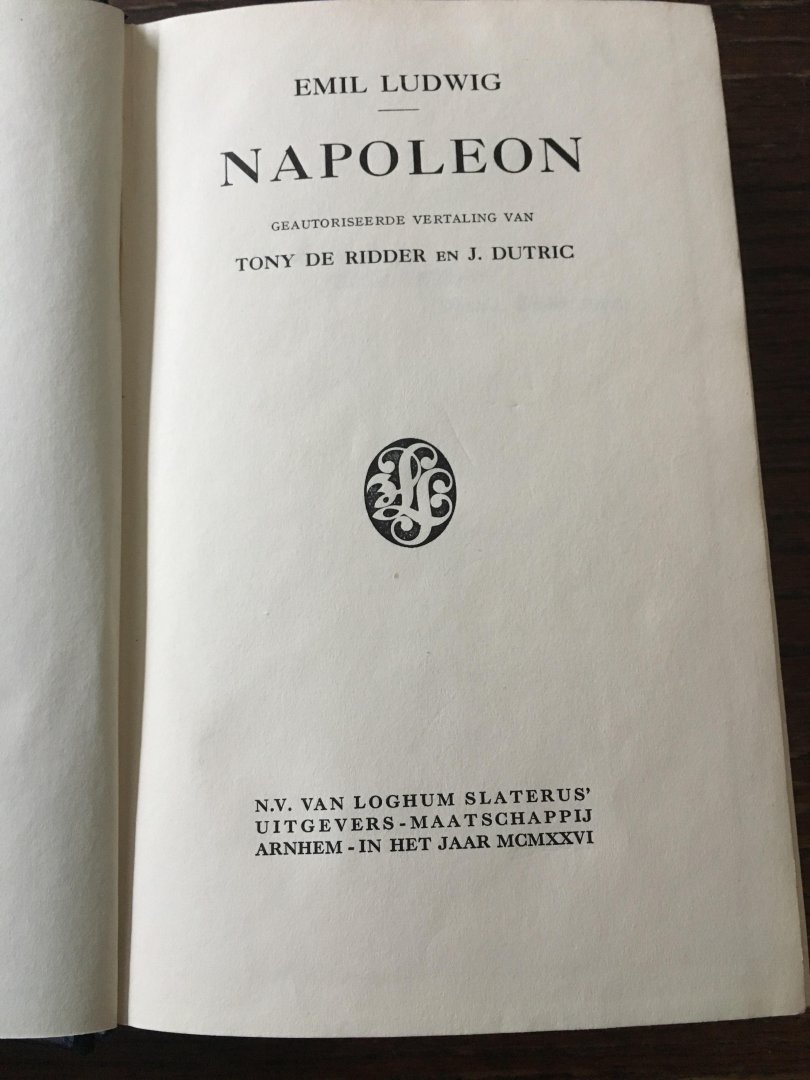 EMIL LUDWIG
NAPOLEON
GEAUTORISEERDE VERTALING VAN
TONY DE RIDDER EN J. DUTRIC
N.V. VAN LOGHUM SLATERUS'
UITGEVERS-MAATSCHAPPIJ
ARNHEM-IN HET JAAR MCMXXVI